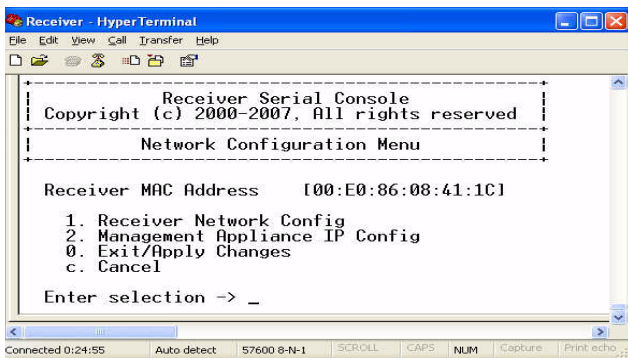 Receiver - HyperTerminal
File Edit View Call Transfer Help
Receiver Serial Console
Copyright (c) 2000-2007, All rights reserved
Network Configuration Menu
Receiver MAC Address [00:E0:86:08:41:1C]
1. Receiver Network Config
2. Management Appliance IP Config
0. Exit/Apply Changes
c. Cancel
Enter selection -> _
Connected 0:24:55 Auto detect 57600 8-N-1 SCROLL CAPS NUM Capture Print echo